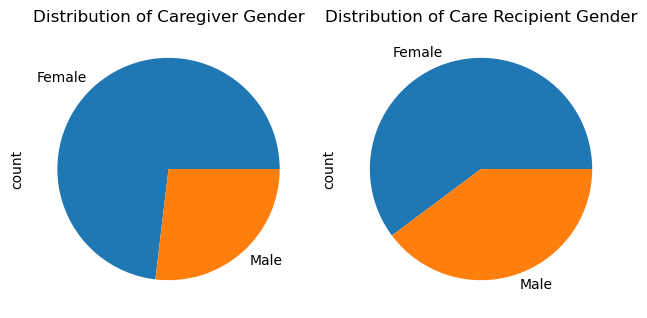 Distribution of Caregiver Gender
Female
count
Male
Distribution of Care Recipient Gender
Female
count
Male